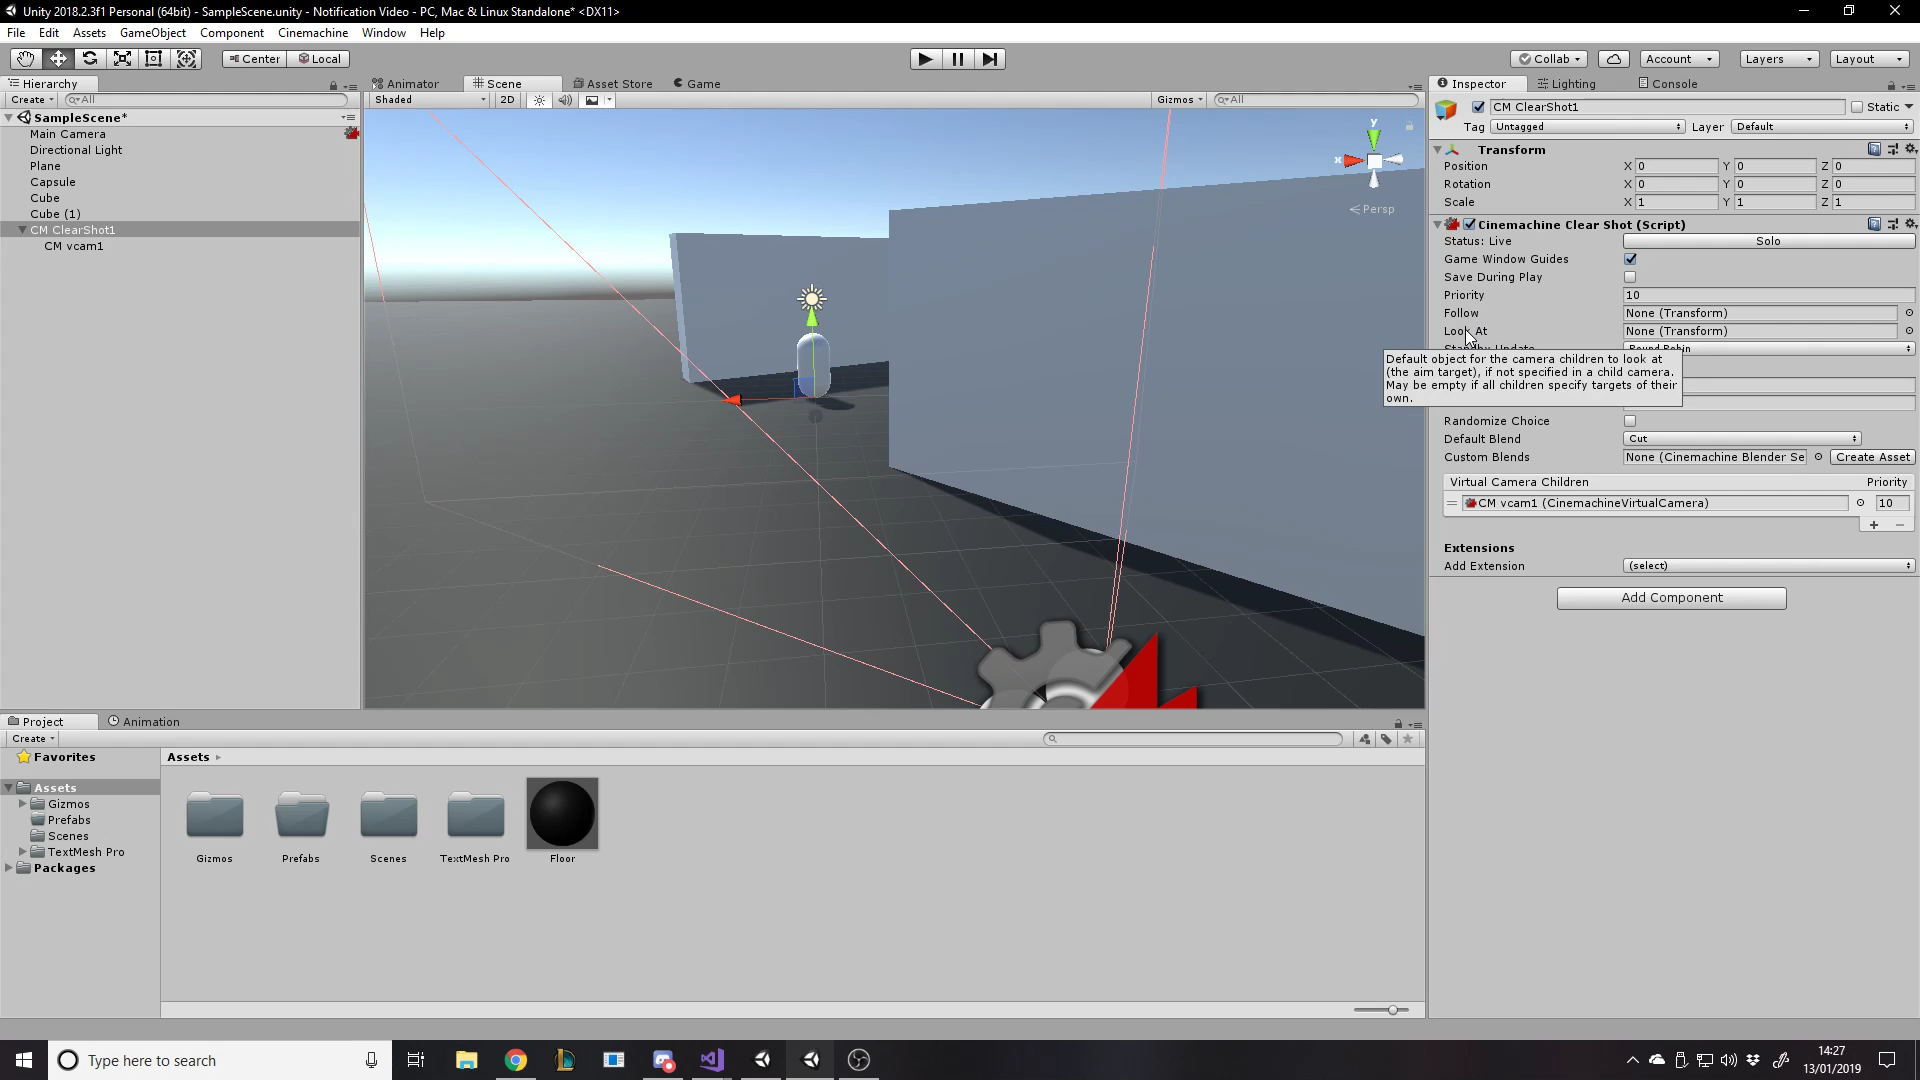 Unity 2018.2.3f1 Personal (64bit) - SampleScene.unity - Notification Video - PC, Mac & Linux Standalone* <DX11>
File Edit Assets GameObject Component Cinemachine Window Help
Center Local Collab Account Layers Layout
Hierarchy Animator Scene Asset Store Game Inspector Lighting Console
Create All Shaded 2D Gizmos All
SampleScene*
Main Camera
Directional Light
Plane
Capsule
Cube
Cube (1)
CM ClearShot1
CM vcam1
y
x
Persp
CM ClearShot1 Static
Tag Untagged Layer Default
Transform
Position X 0 Y 0 Z 0
Rotation X 0 Y 0 Z 0
Scale X 1 Y 1 Z 1
Cinemachine Clear Shot (Script)
Status: Live Solo
Game Window Guides
Save During Play
Priority 10
Follow None (Transform)
Look At None (Transform)
Standby Update Round Robin
Default object for the camera children to look at
(the aim target), if not specified in a child camera.
May be empty if all children specify targets of their
own.
Randomize Choice
Default Blend Cut
Custom Blends None (Cinemachine Blender Se Create Asset
Virtual Camera Children Priority
CM vcam1 (CinemachineVirtualCamera) 10
Extensions
Add Extension (select)
Add Component
Project Animation
Create
Favorites
Assets
Gizmos
Prefabs
Scenes
TextMesh Pro
Packages
Assets
Gizmos Prefabs Scenes TextMesh Pro Floor
Type here to search
14:27
13/01/2019